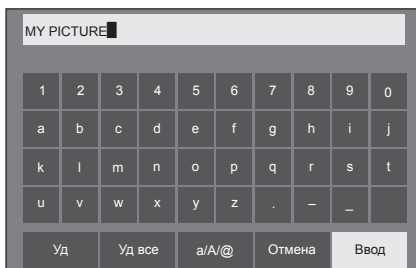 MY PICTURE
1 2 3 4 5 6 7 8 9 0
a b c d e f g h i j
k l m n o p q r s t
u v w x y z . – _
Уд Уд все a/A/@ Отмена Ввод